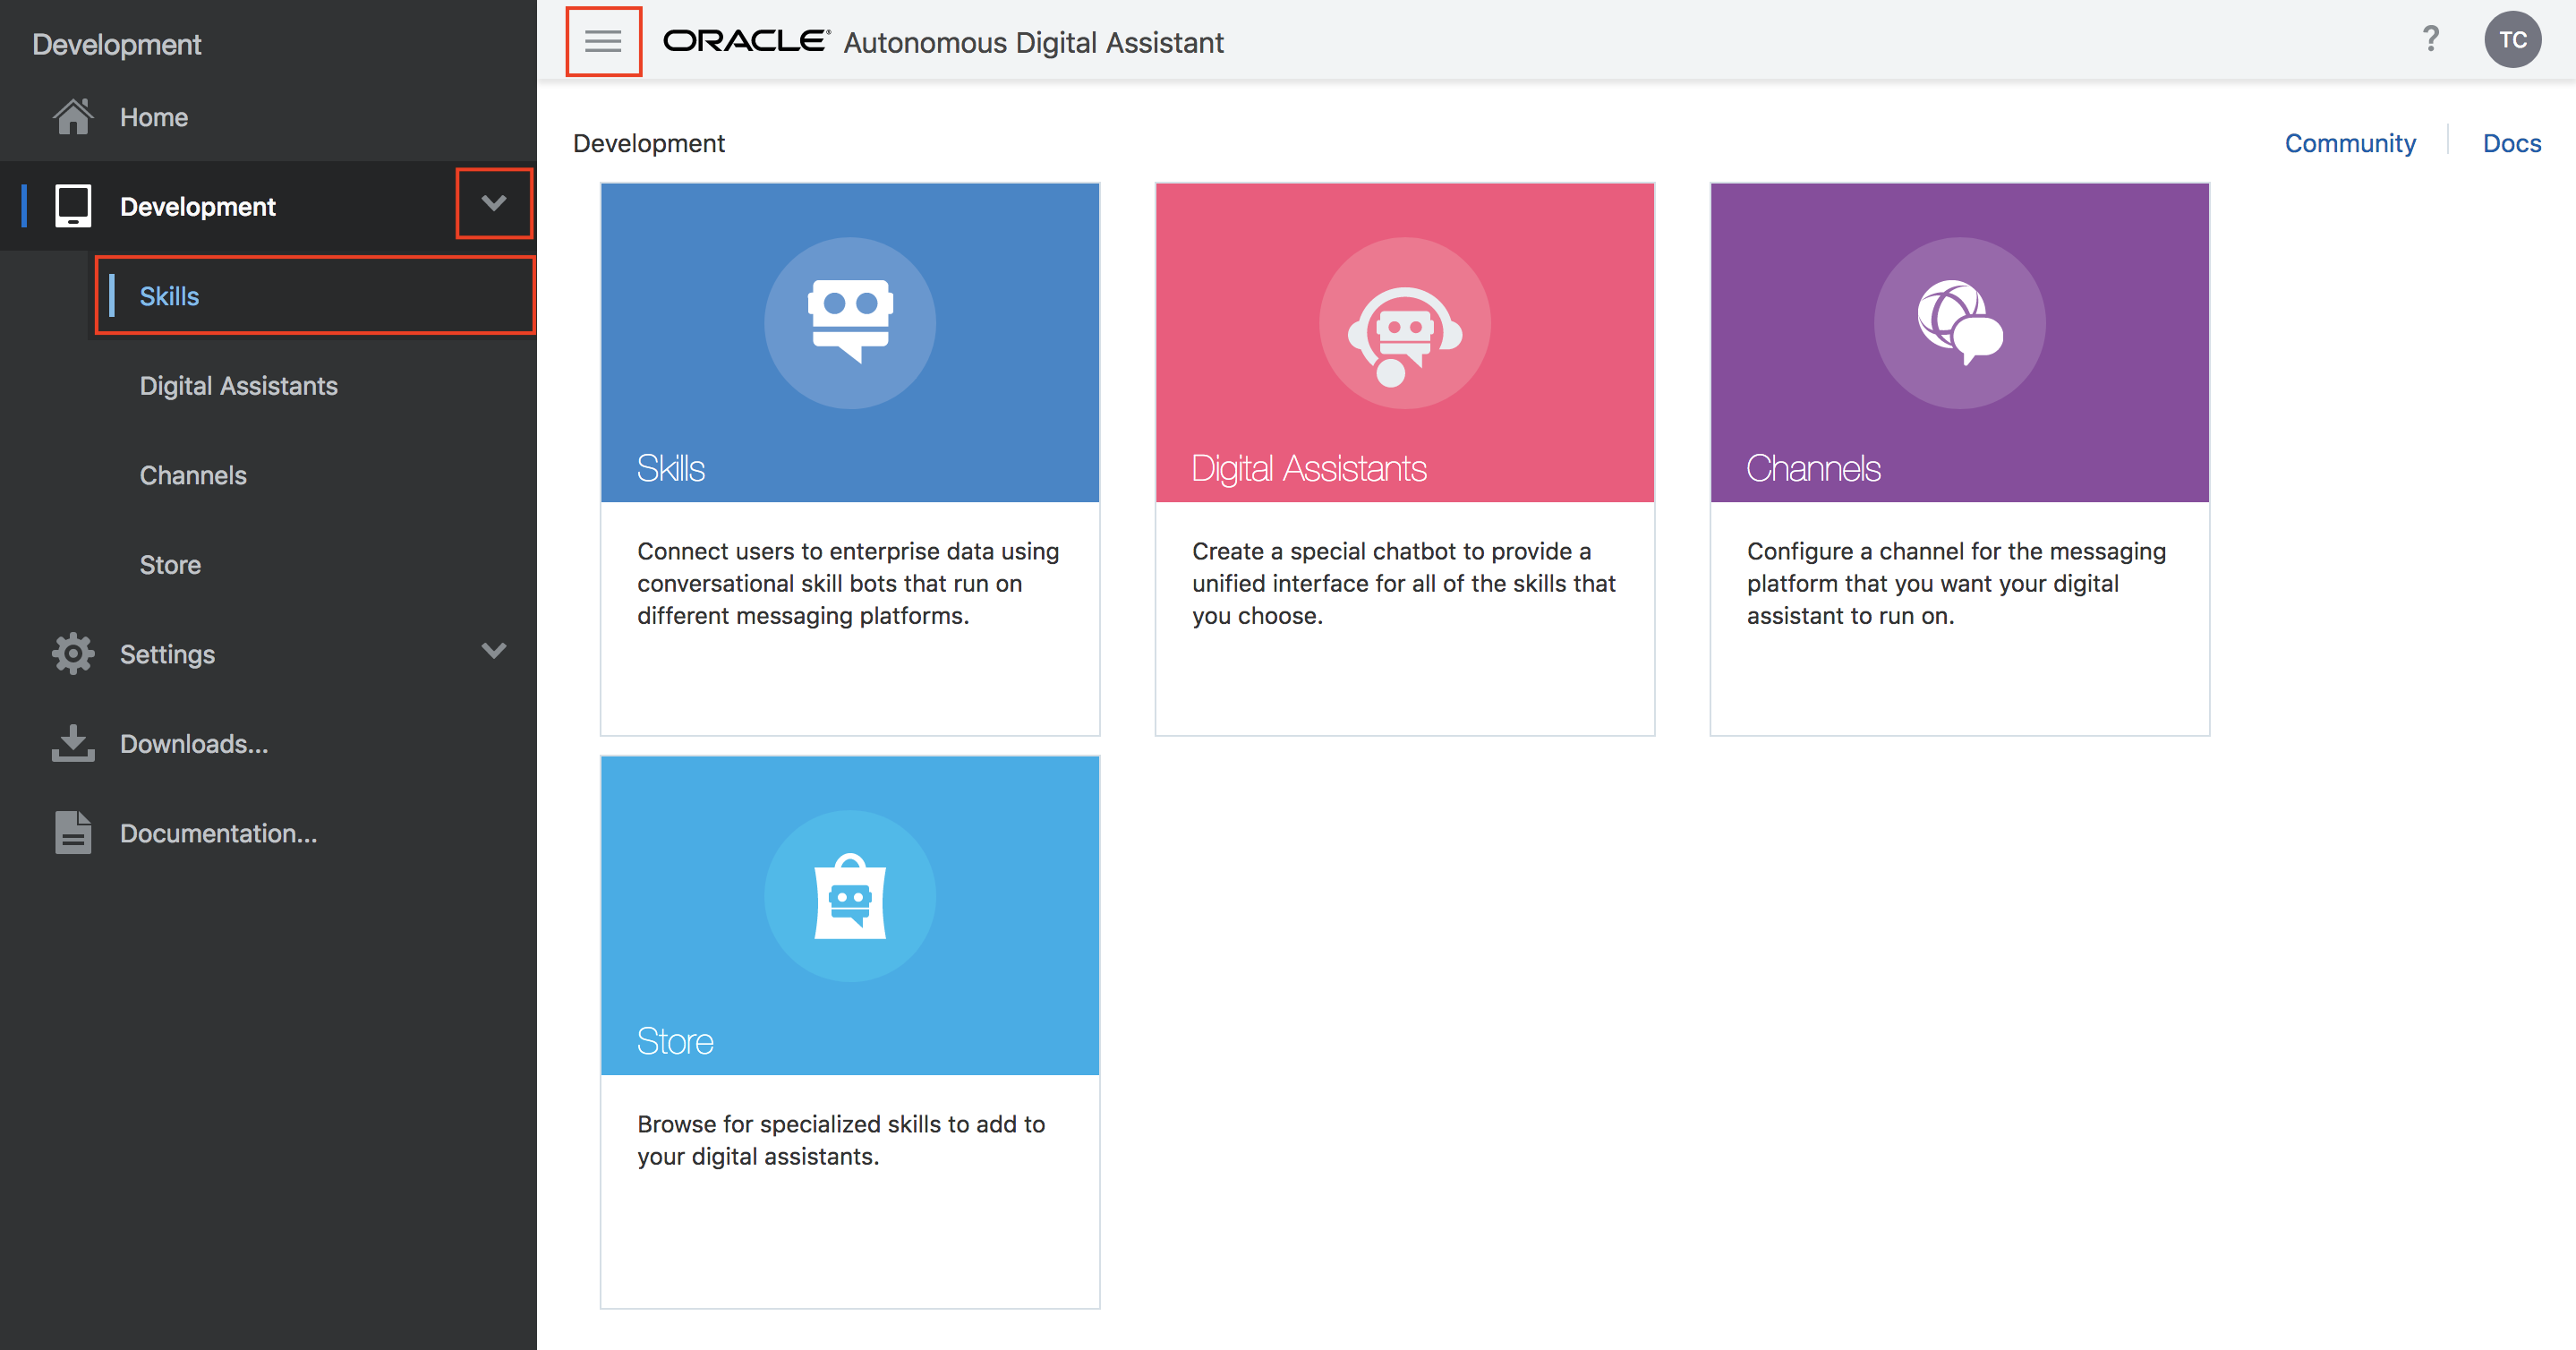 Development
Home
Development
Skills
Digital Assistants
Channels
Store
Settings
Downloads...
Documentation...
ORACLE® Autonomous Digital Assistant
?
TC
Development
Community
Docs
Skills
Connect users to enterprise data using
conversational skill bots that run on
different messaging platforms.
Digital Assistants
Create a special chatbot to provide a
unified interface for all of the skills that
you choose.
Channels
Configure a channel for the messaging
platform that you want your digital
assistant to run on.
Store
Browse for specialized skills to add to
your digital assistants.